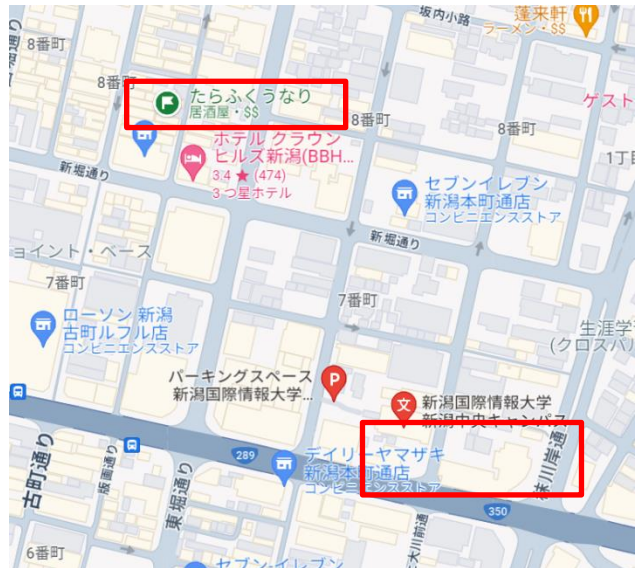 坂内小路
蓬来軒
ラーメン・$$
8番町
8番町
たらふくうなり
居酒屋・$$
ゲスト
8番町
8番町
ホテル クラウン
ヒルズ新潟(BBH...
3.4 ★ (474)
3つ星ホテル
1丁目
新堀通り
セブンイレブン
新潟本町通店
コンビニエンスストア
新堀通り
ョイント・ベース
7番町
7番町
ローソン 新潟
古町ルフル店
コンビニエンスストア
生涯学
(クロスパル
パーキングスペース
新潟国際情報大学...
P
文
新潟国際情報大学
新潟中央キャンパス
289
デイリーヤマザキ
新潟本町通店
コンビニエンスストア
古町通り
版画通り
東堀通り
350
6番町
セブン-イレブン